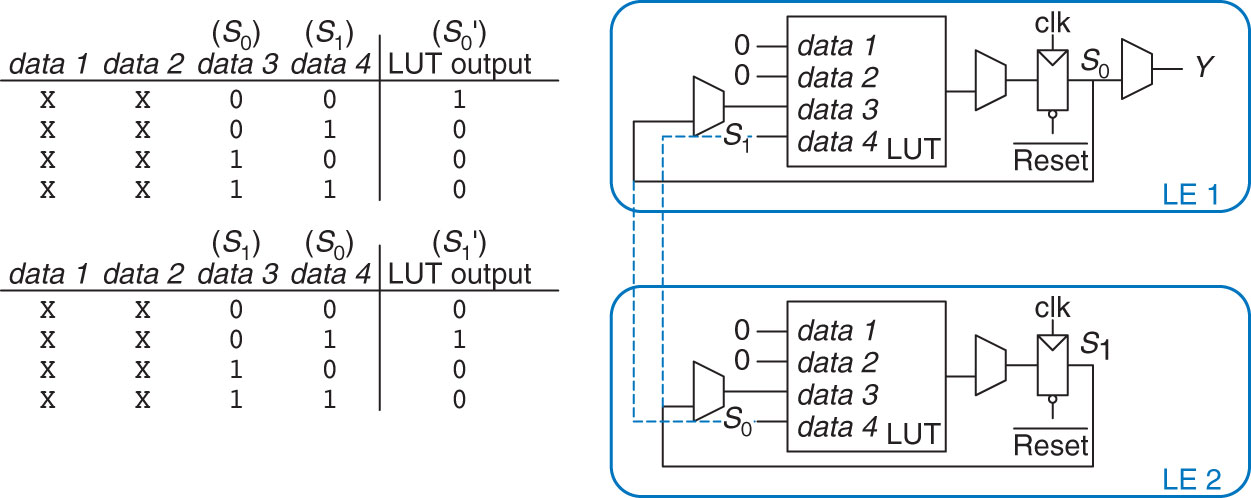 (S0) (S1) (S0')
data 1 data 2 data 3 data 4 LUT output
X X 0 0 1
X X 0 1 0
X X 1 0 0
X X 1 1 0
(S1) (S0) (S1')
data 1 data 2 data 3 data 4 LUT output
X X 0 0 0
X X 0 1 1
X X 1 0 0
X X 1 1 0
clk
0 data 1
S0
Y
0 data 2
data 3
S1 data 4
LUT
Reset
LE 1
clk
0 data 1
S1
0 data 2
data 3
S0 data 4
LUT
Reset
LE 2